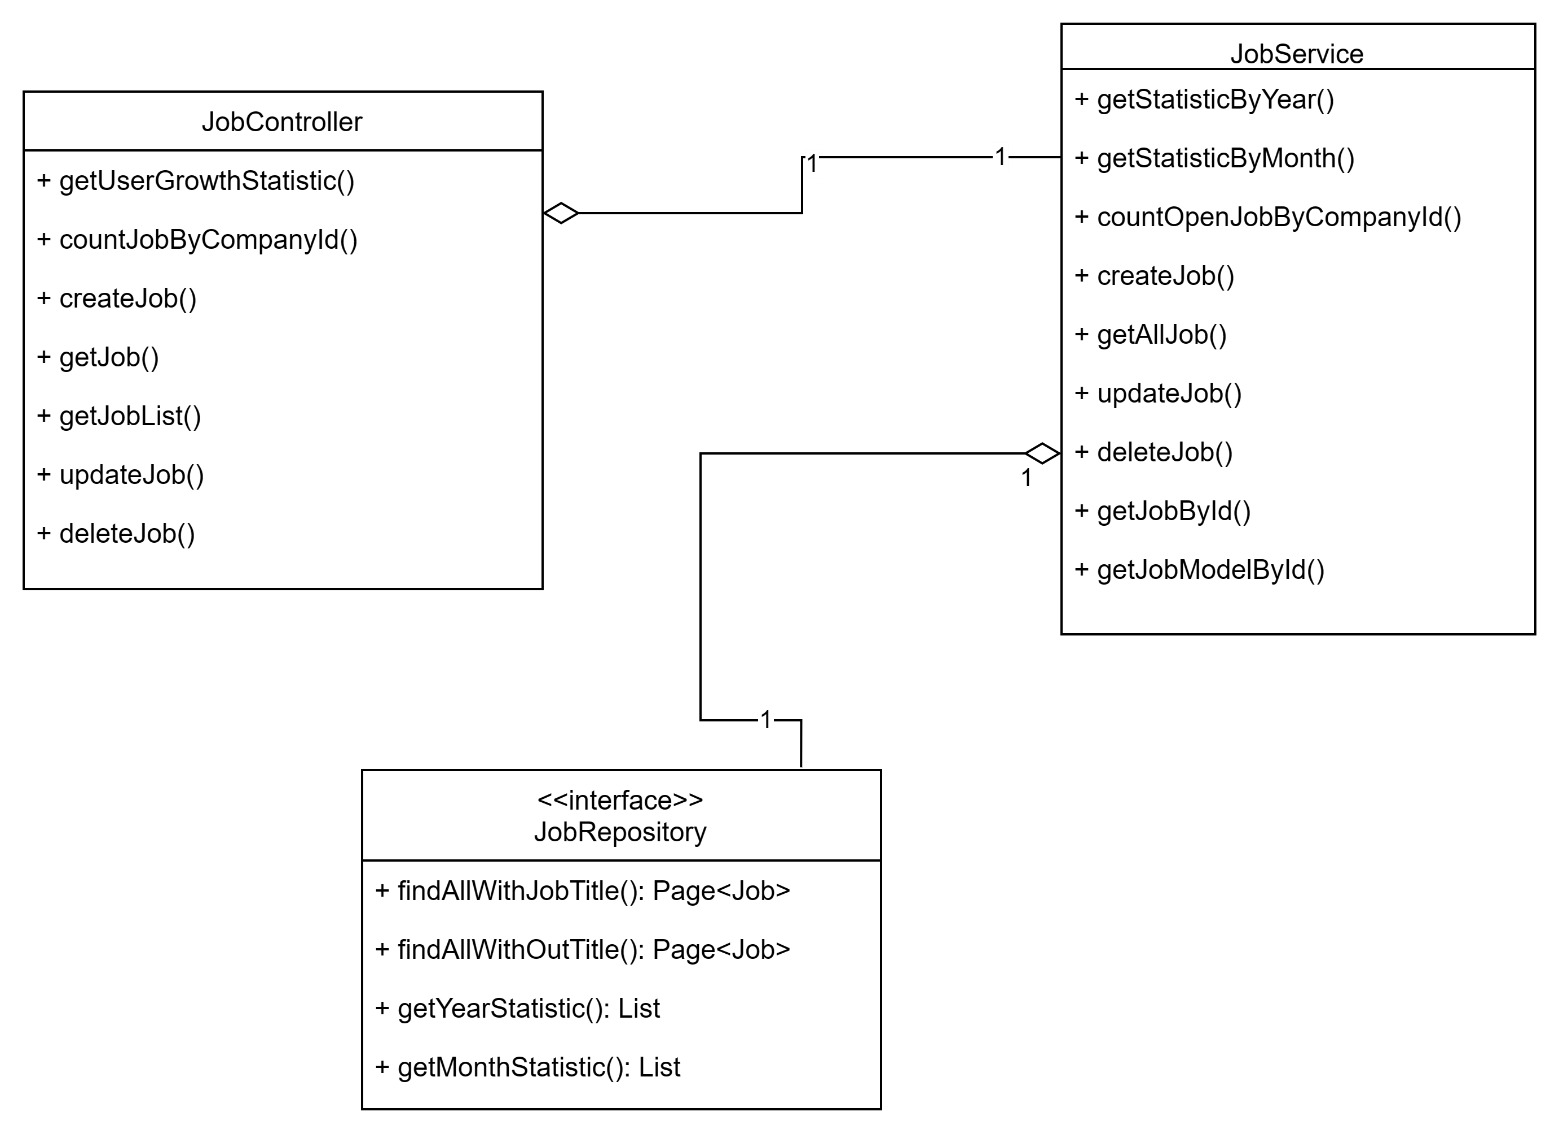 JobController
+ getUserGrowthStatistic()
+ countJobByCompanyId()
+ createJob()
+ getJob()
+ getJobList()
+ updateJob()
+ deleteJob()
1
1
JobService
+ getStatisticByYear()
+ getStatisticByMonth()
+ countOpenJobByCompanyId()
+ createJob()
+ getAllJob()
+ updateJob()
+ deleteJob()
+ getJobById()
+ getJobModelById()
1
1
<<interface>>
JobRepository
+ findAllWithJobTitle(): Page<Job>
+ findAllWithOutTitle(): Page<Job>
+ getYearStatistic(): List
+ getMonthStatistic(): List